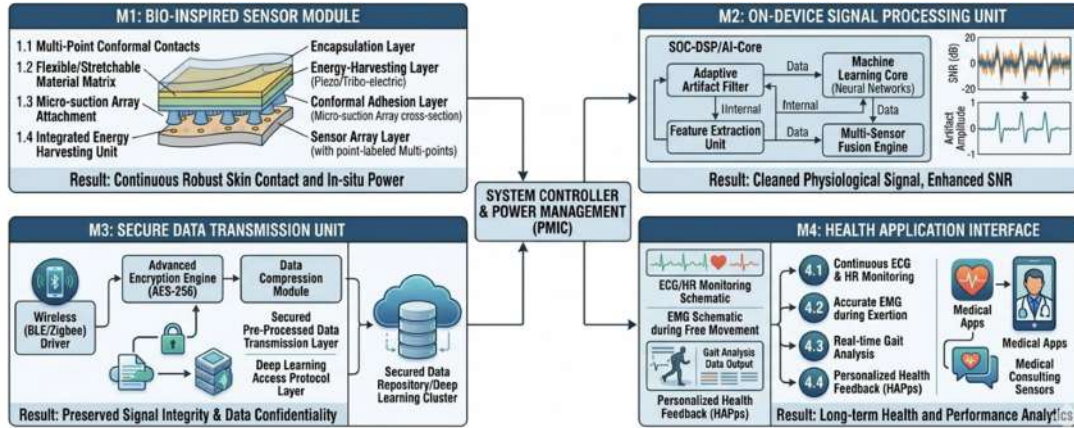 M1: BIO-INSPIRED SENSOR MODULE
1.1 Multi-Point Conformal Contacts
1.2 Flexible/Stretchable
Material Matrix
1.3 Micro-suction Array
Attachment
1.4 Integrated Energy
Harvesting Unit
Encapsulation Layer
Energy-Harvesting Layer
(Piezo/Tribo-electric)
Conformal Adhesion Layer
(Micro-suction Array cross-section)
Sensor Array Layer
(with point-labeled Multi-points)
Result: Continuous Robust Skin Contact and In-situ Power
M2: ON-DEVICE SIGNAL PROCESSING UNIT
SOC-DSP/AI-Core
Adaptive
Artifact Filter
Data
Machine
Learning Core
(Neural Networks)
IInternal
Internal
Data
Feature Extraction
Unit
Data
Multi-Sensor
Fusion Engine
SNR (dB)
20
0
-20
Artifact
Amplitude
1
0
-1
Result: Cleaned Physiological Signal, Enhanced SNR
SYSTEM CONTROLLER
& POWER MANAGEMENT
(PMIC)
M3: SECURE DATA TRANSMISSION UNIT
Wireless
(BLE/Zigbee)
Driver
Advanced
Encryption Engine
(AES-256)
Data
Compression
Module
Secured
Pre-Processed Data
Transmission Layer
Deep Learning
Access Protocol
Layer
Secured Data
Repository/Deep
Learning Cluster
Result: Preserved Signal Integrity & Data Confidentiality
M4: HEALTH APPLICATION INTERFACE
ECG/HR Monitoring
Schematic
EMG Schematic
during Free Movement
Gait Analysis
Data Output
Personalized Health
Feedback (HAPps)
4.1 Continuous ECG
& HR Monitoring
4.2 Accurate EMG
during Exertion
4.3 Real-time Gait
Analysis
4.4 Personalized Health
Feedback (HAPps)
Medical
Apps
Medical Apps
Medical
Consulting
Sensors
Result: Long-term Health and Performance Analytics